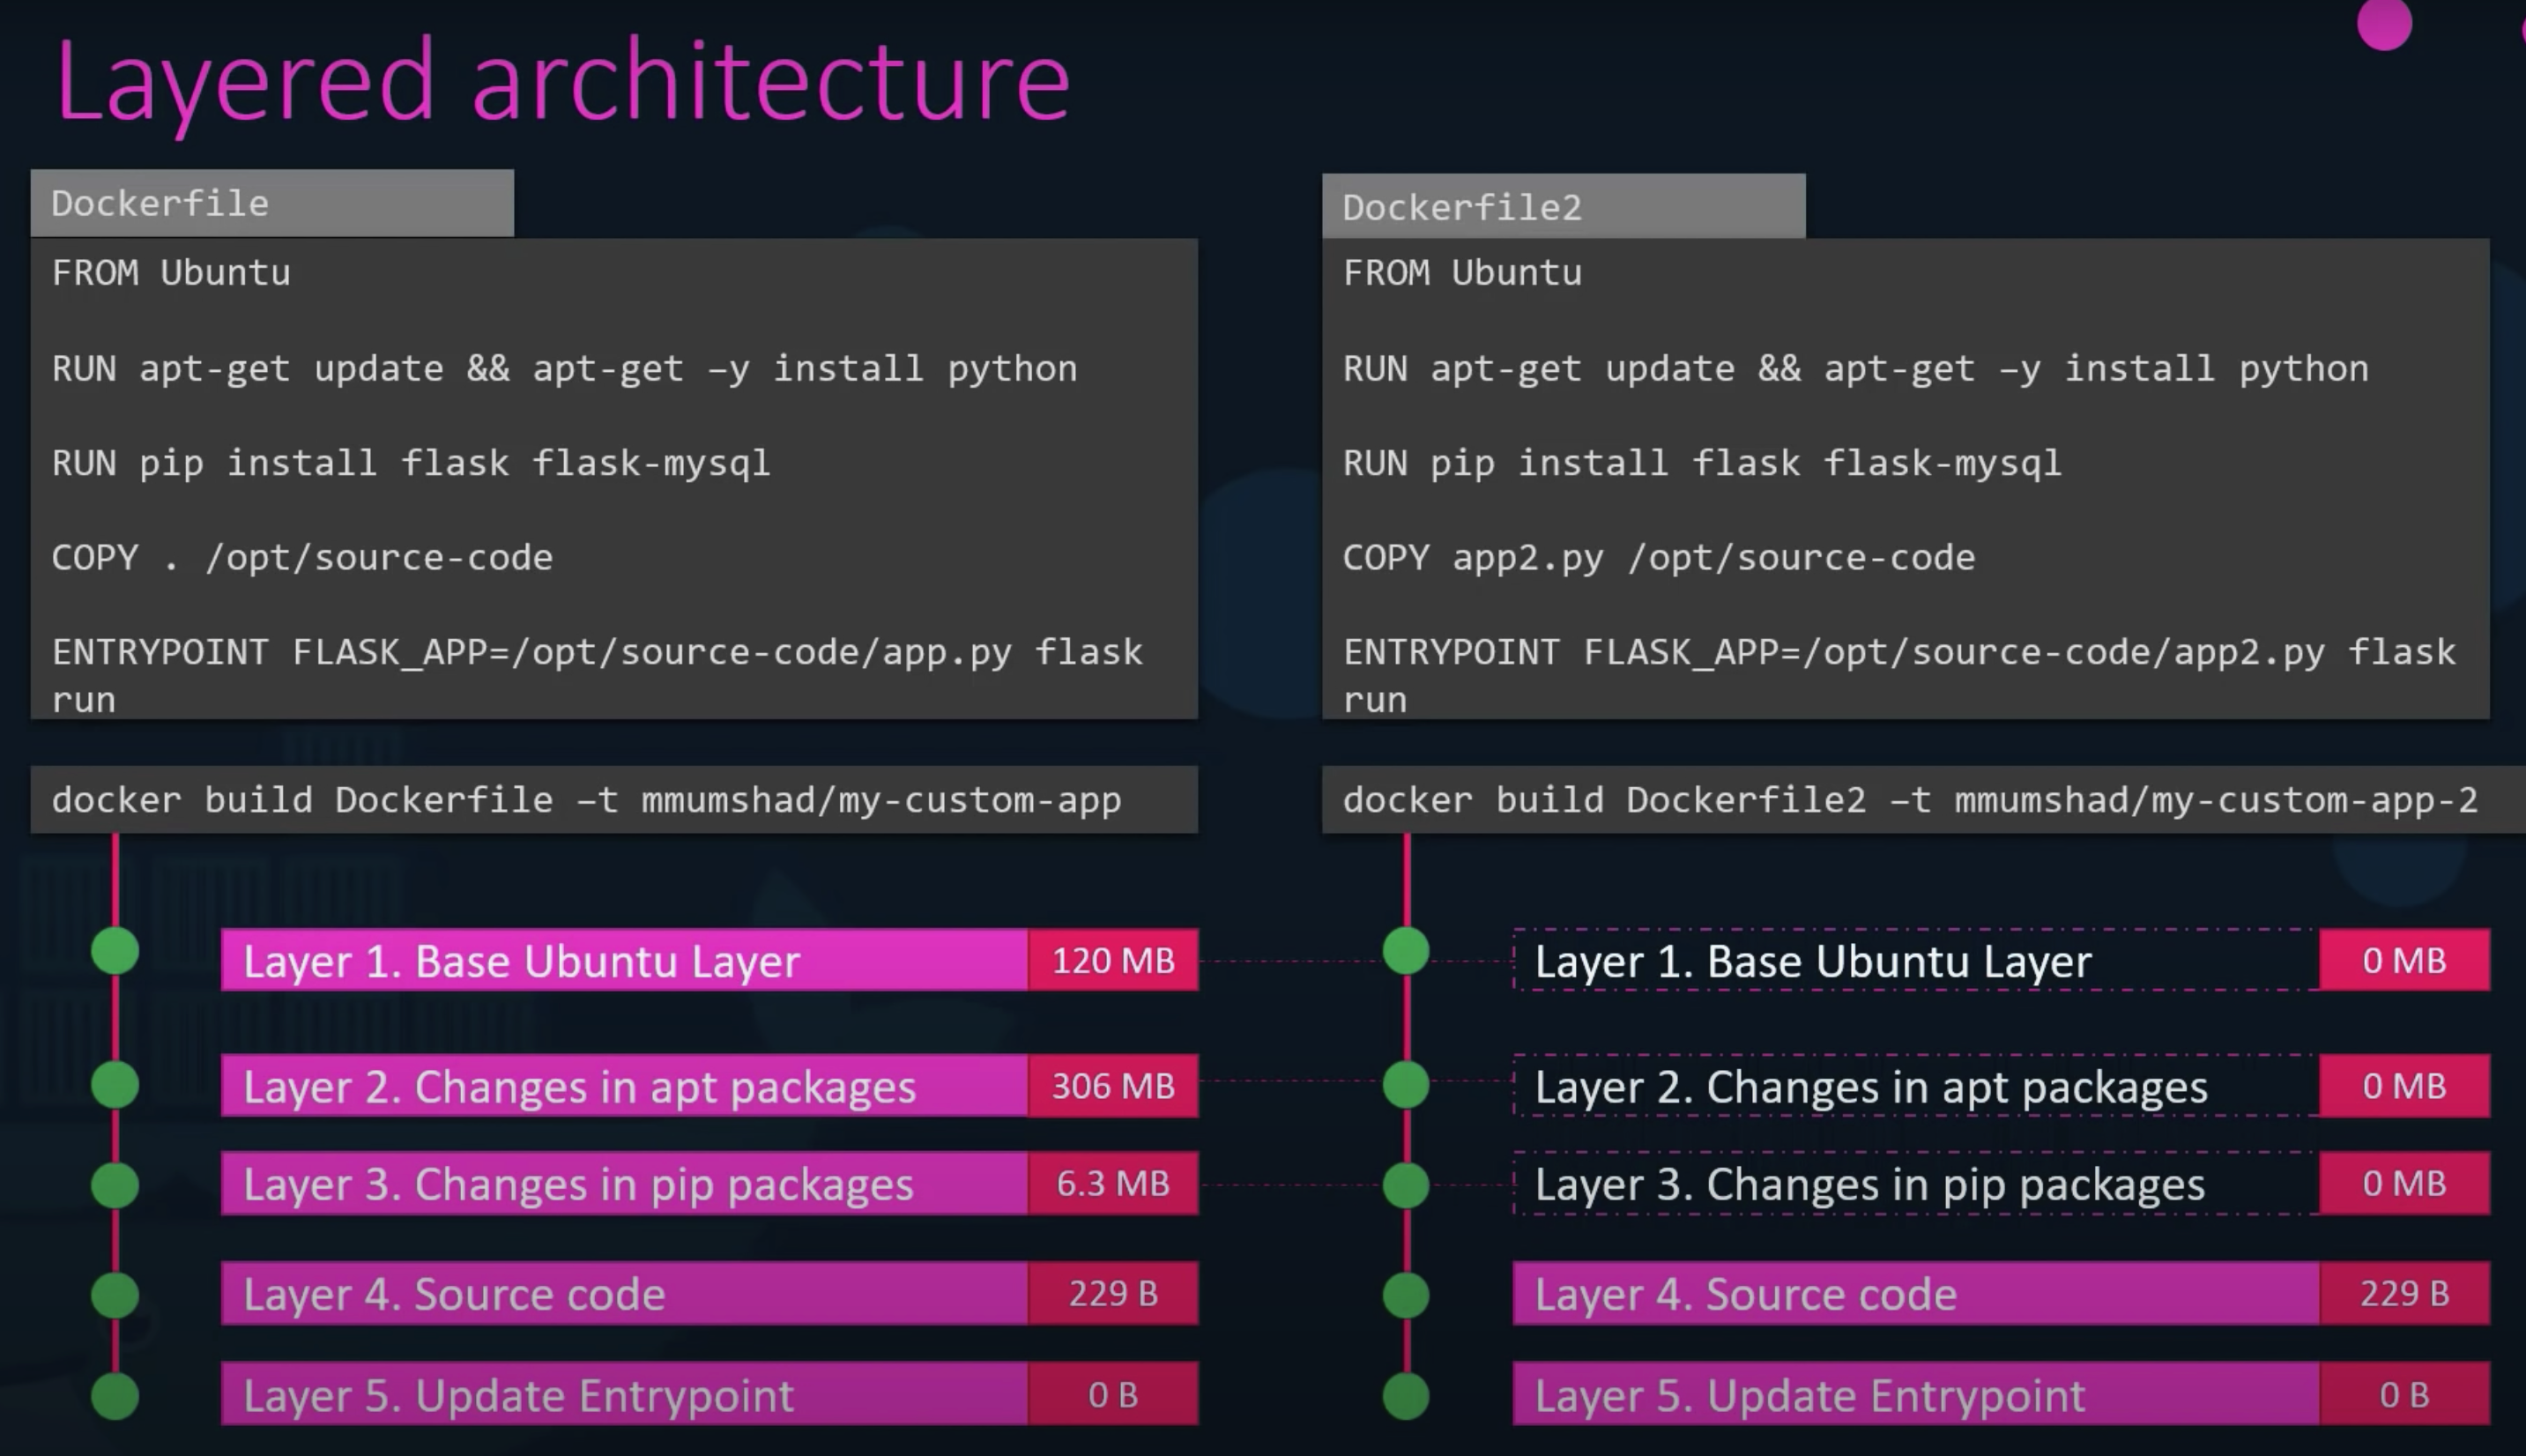 Layered architecture
Dockerfile
FROM Ubuntu
RUN apt-get update && apt-get –y install python
RUN pip install flask flask-mysql
COPY . /opt/source-code
ENTRYPOINT FLASK_APP=/opt/source-code/app.py flask
run
docker build Dockerfile –t mmumshad/my-custom-app
Layer 1. Base Ubuntu Layer 120 MB
Layer 2. Changes in apt packages 306 MB
Layer 3. Changes in pip packages 6.3 MB
Layer 4. Source code 229 B
Layer 5. Update Entrypoint 0 B
Dockerfile2
FROM Ubuntu
RUN apt-get update && apt-get –y install python
RUN pip install flask flask-mysql
COPY app2.py /opt/source-code
ENTRYPOINT FLASK_APP=/opt/source-code/app2.py flask
run
docker build Dockerfile2 –t mmumshad/my-custom-app-2
Layer 1. Base Ubuntu Layer 0 MB
Layer 2. Changes in apt packages 0 MB
Layer 3. Changes in pip packages 0 MB
Layer 4. Source code 229 B
Layer 5. Update Entrypoint 0 B